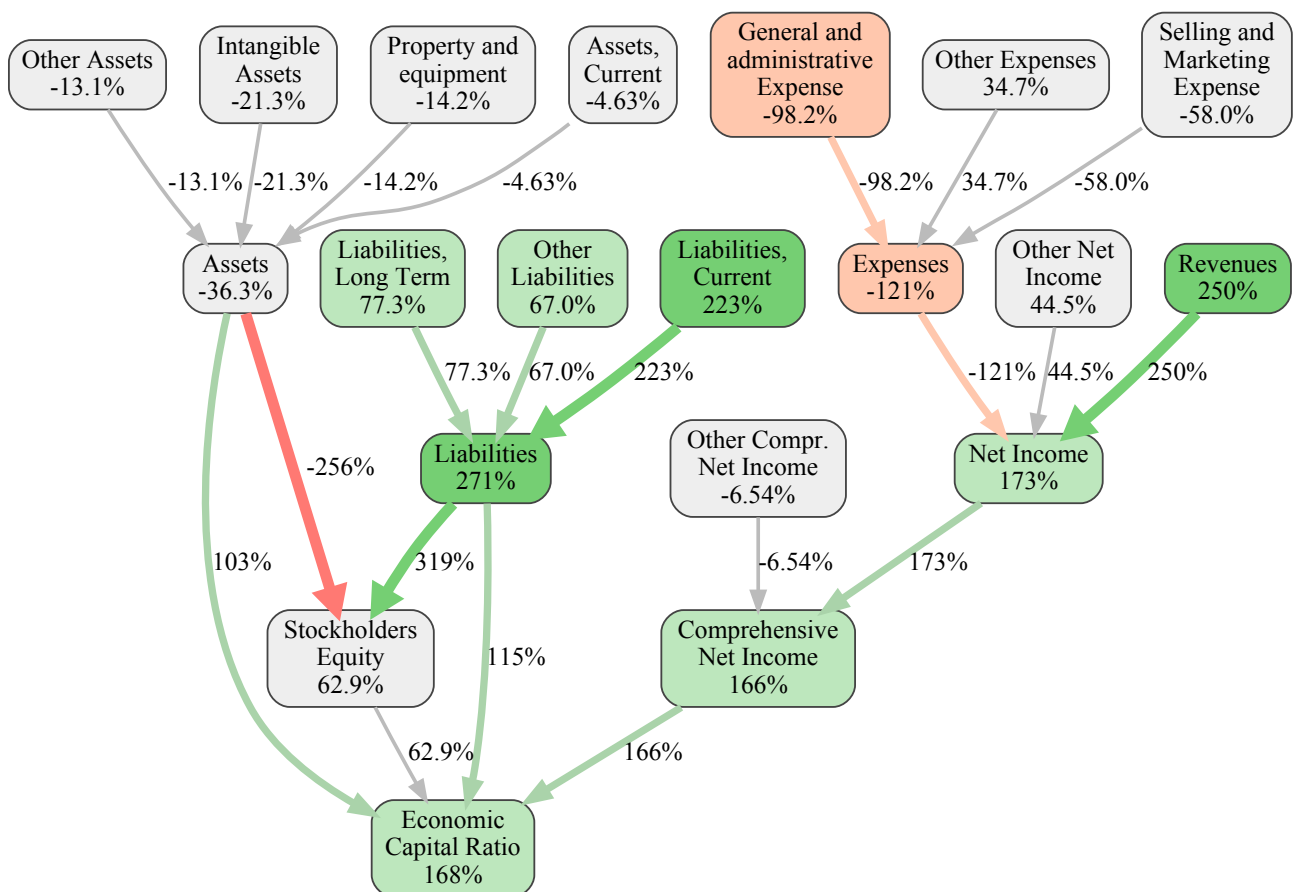 Other Assets
-13.1%
Intangible
Assets
-21.3%
Property and
equipment
-14.2%
Assets,
Current
-4.63%
General and
administrative
Expense
-98.2%
Other Expenses
34.7%
Selling and
Marketing
Expense
-58.0%
-13.1%
-21.3%
-14.2%
-4.63%
-98.2%
34.7%
-58.0%
Assets
-36.3%
Liabilities,
Long Term
77.3%
Other
Liabilities
67.0%
Liabilities,
Current
223%
Expenses
-121%
Other Net
Income
44.5%
Revenues
250%
77.3%
67.0%
223%
-121%
44.5%
250%
-256%
Liabilities
271%
Other Compr.
Net Income
-6.54%
Net Income
173%
103%
319%
-6.54%
173%
Stockholders
Equity
62.9%
115%
Comprehensive
Net Income
166%
62.9%
166%
Economic
Capital Ratio
168%